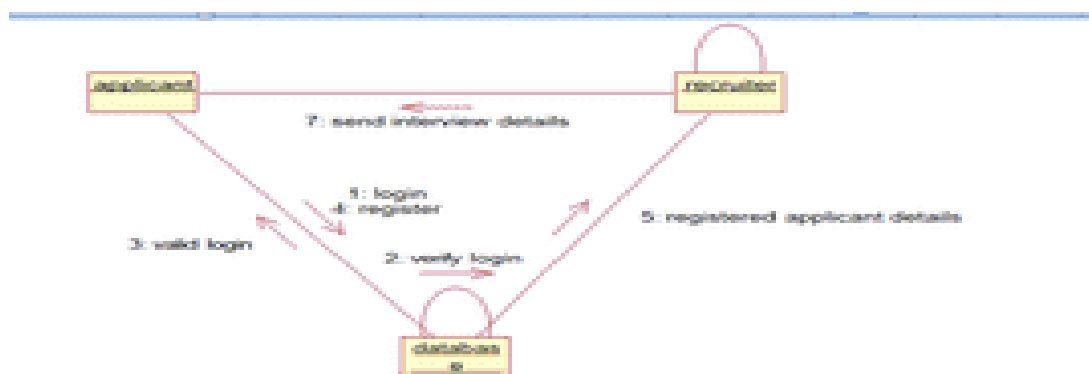 applicant
recruiter
7: send interview details
1: login
4: register
5: registered applicant details
3: valid login
2: verify login
databas
e